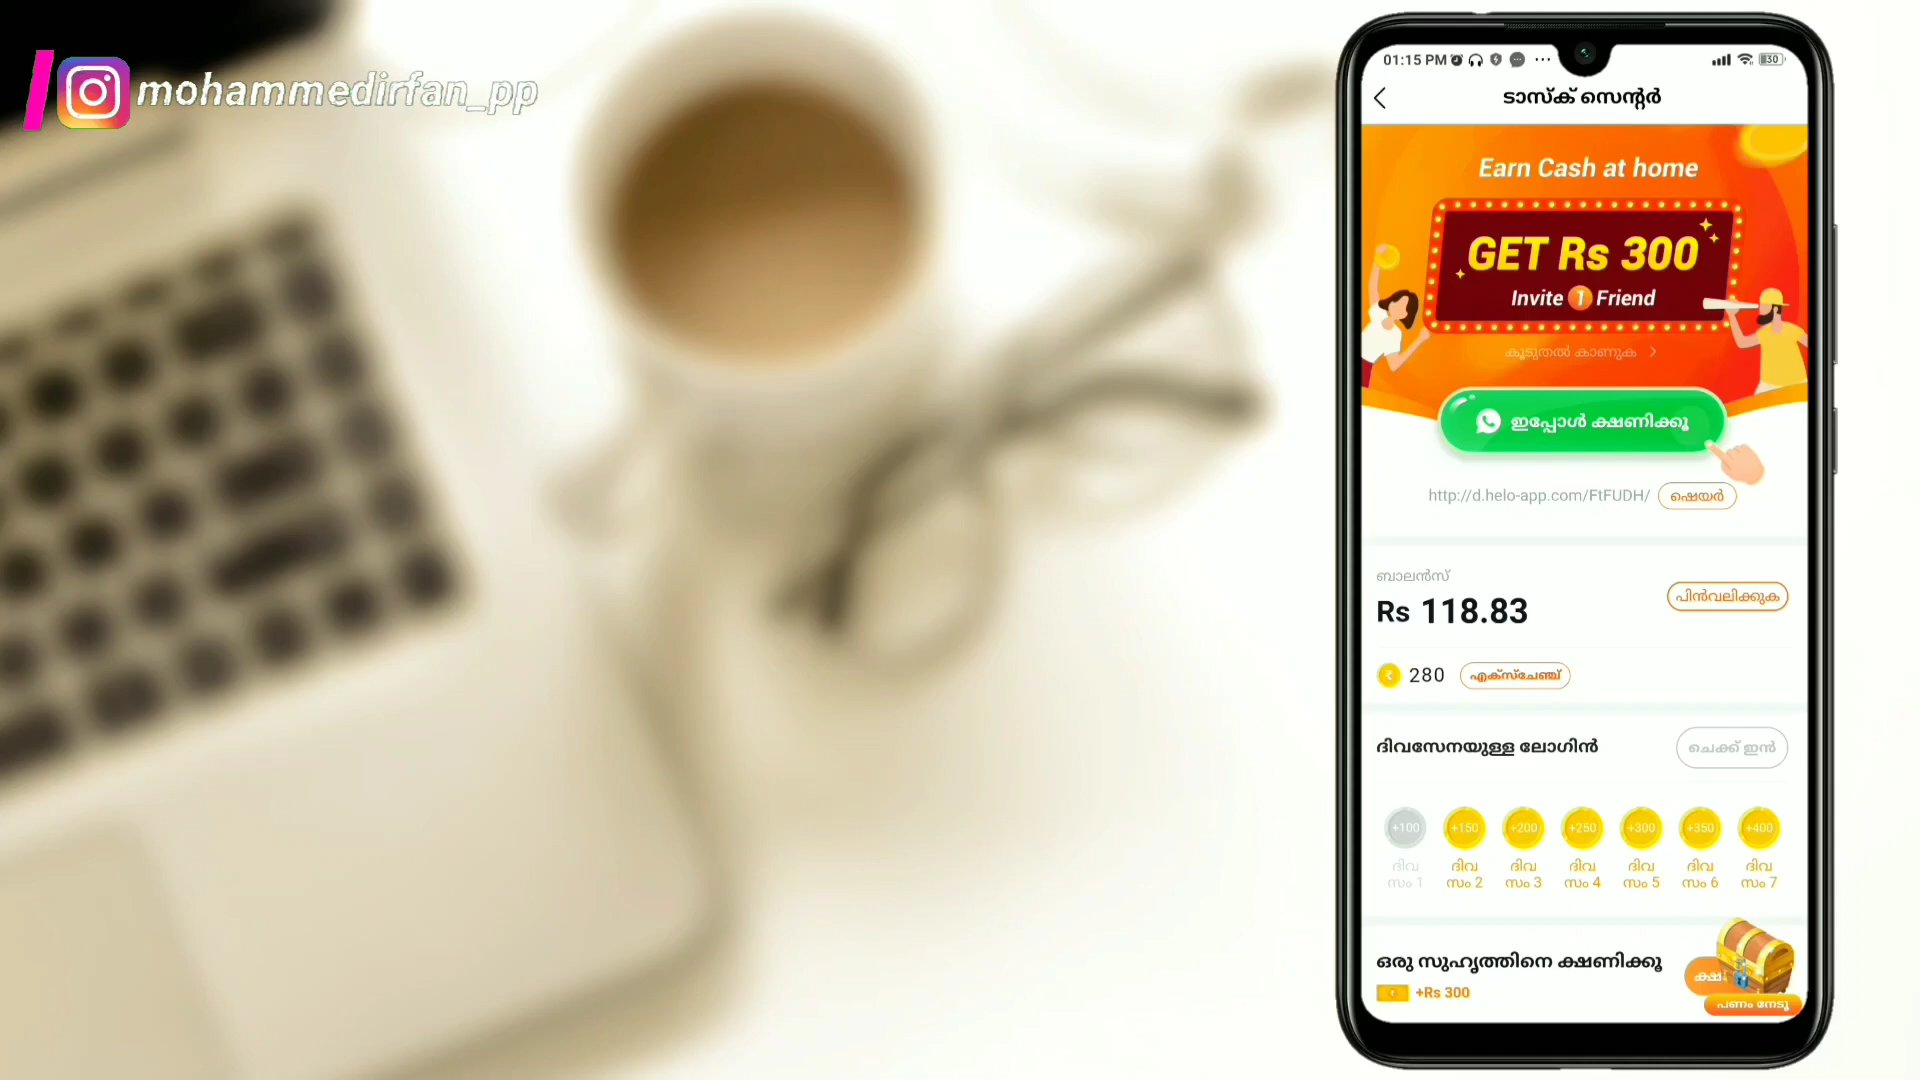 mohammedirfan_pp
01:15 PM
30
ടാസ്ക് സെന്റർ
Earn Cash at home
GET Rs 300
Invite 1 Friend
കൂടുതൽ കാണുക >
ഇപ്പോൾ ക്ഷണിക്കൂ
http://d.helo-app.com/FtFUDH/ ഷെയർ
ബാലൻസ്
Rs 118.83
പിൻവലിക്കുക
280 എക്സ്ചേഞ്ച്
ദിവസേനയുള്ള ലോഗിൻ
ചെക്ക് ഇൻ
+100 +150 +200 +250 +300 +350 +400
ദിവ ദിവ ദിവ ദിവ ദിവ ദിവ ദിവ
സം 1 സം 2 സം 3 സം 4 സം 5 സം 6 സം 7
ഒരു സുഹൃത്തിനെ ക്ഷണിക്കൂ
+Rs 300
പണം നേടൂ